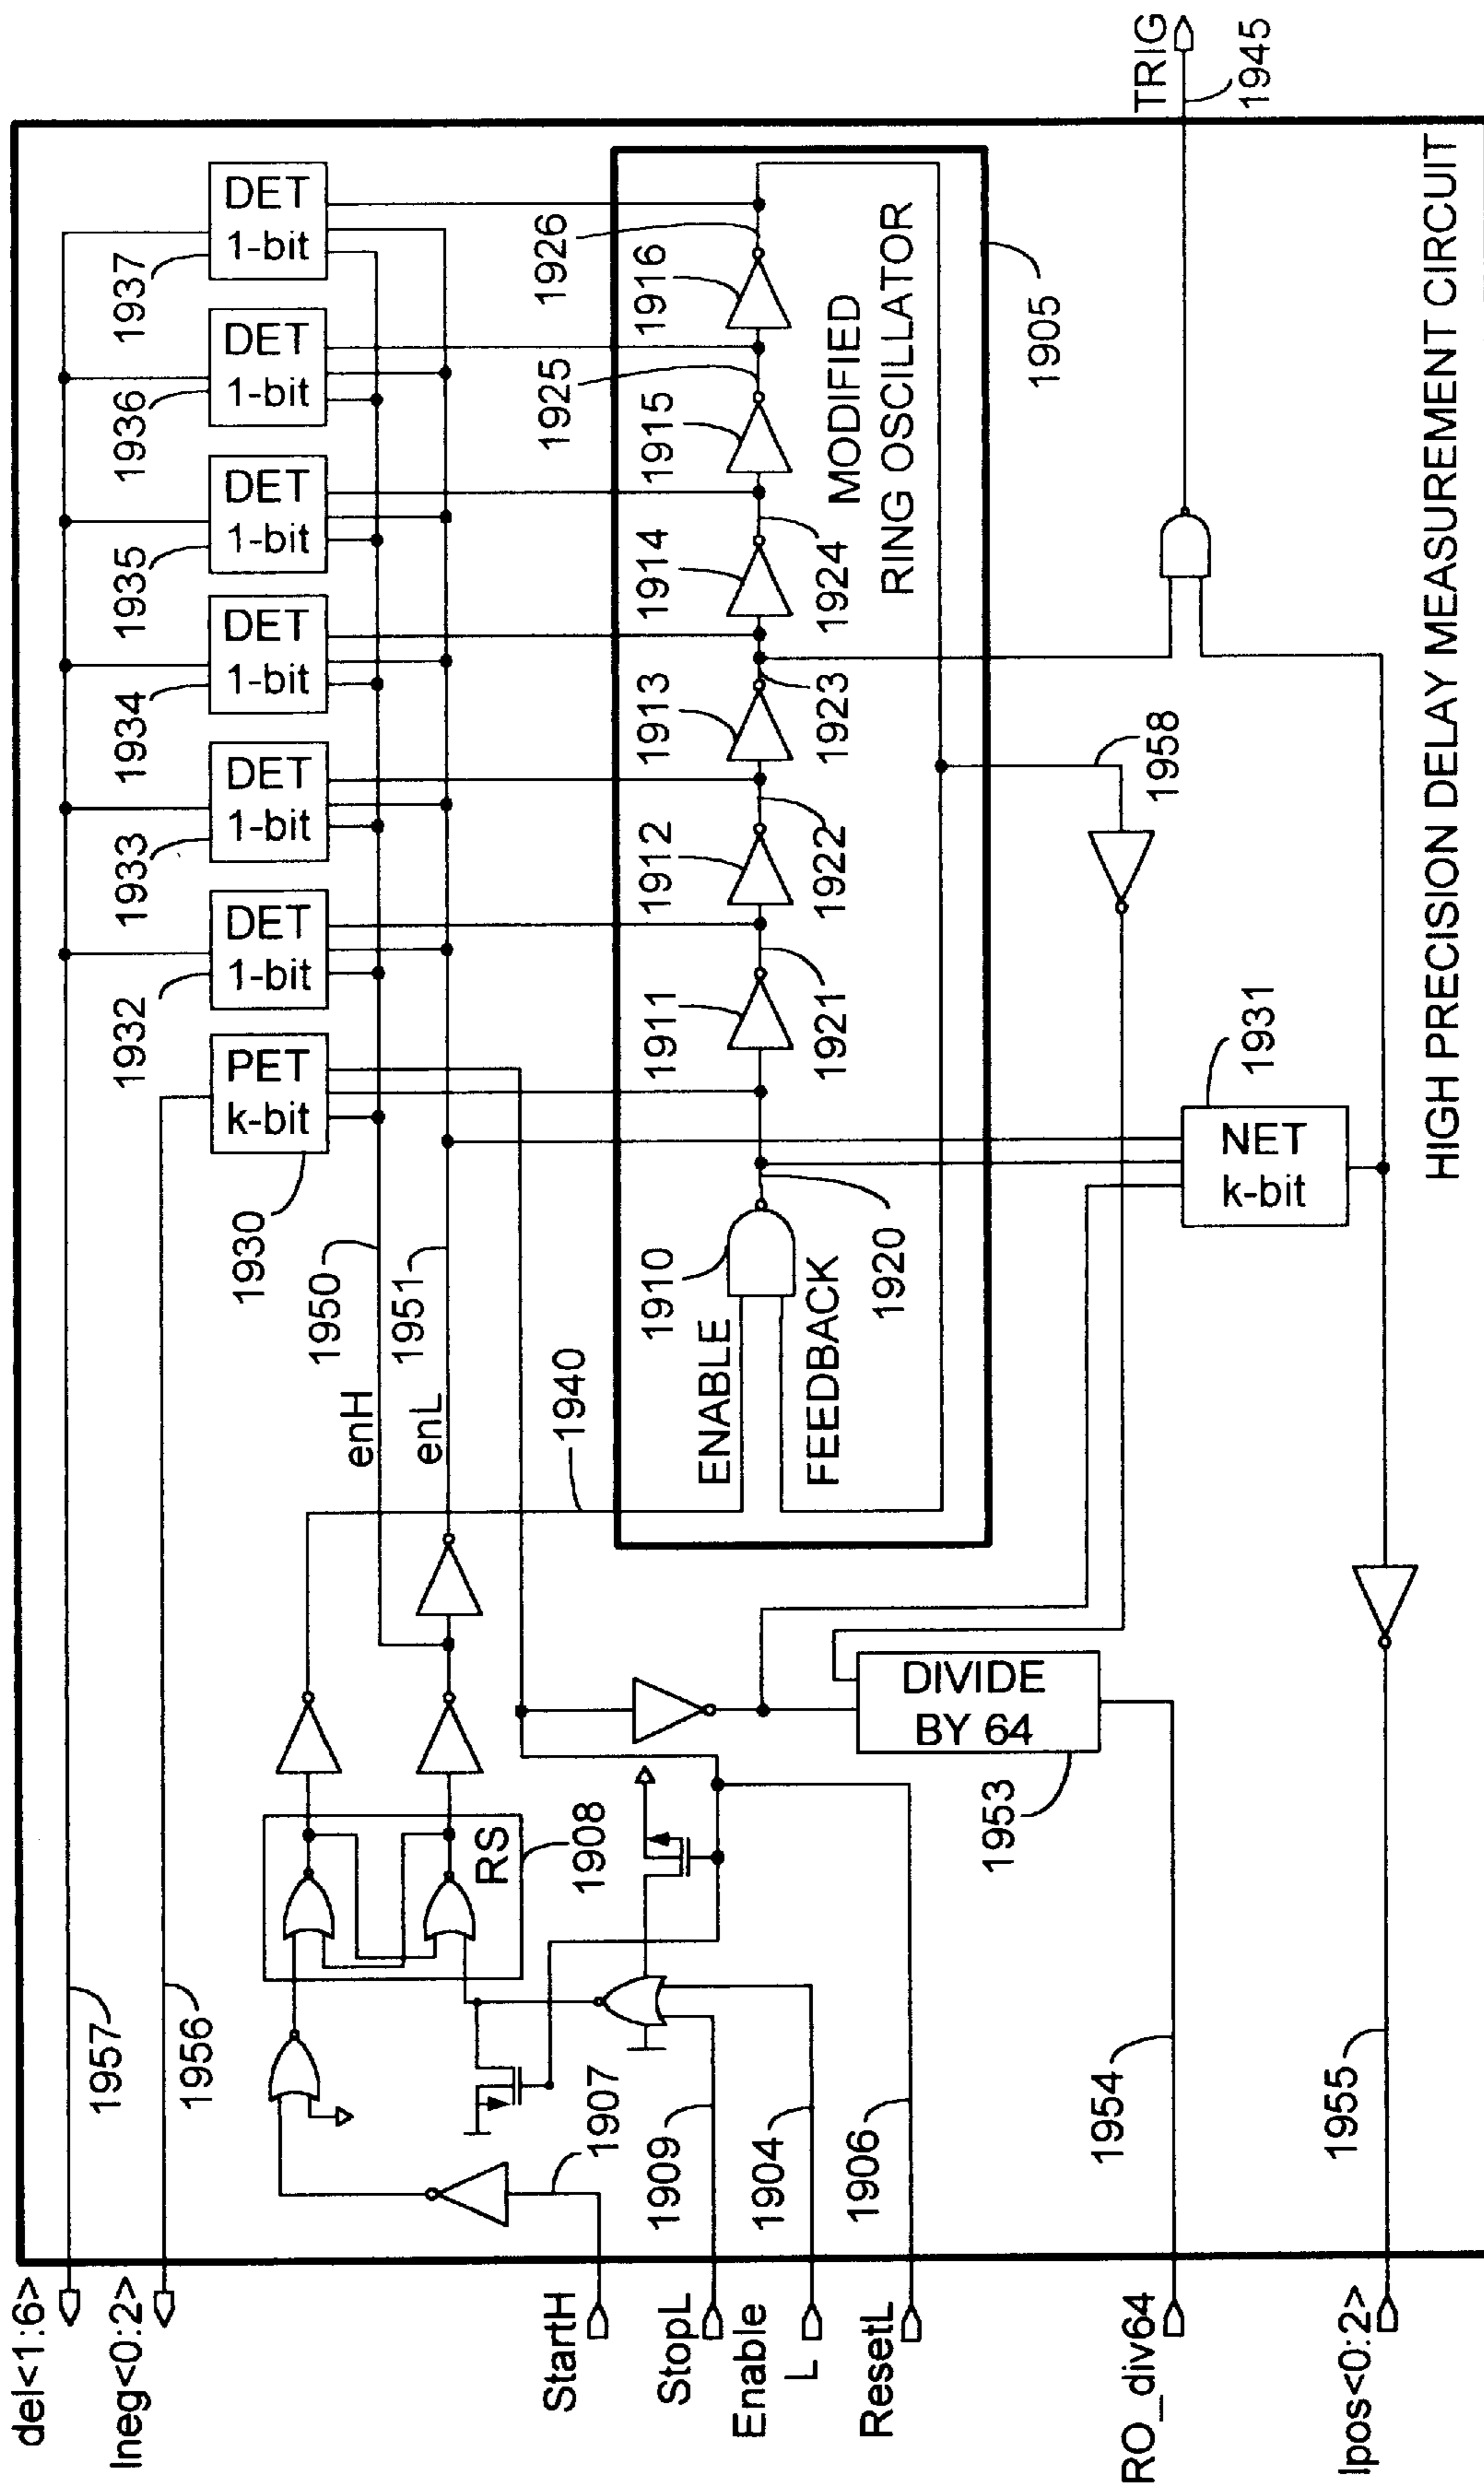 del<1:6>
Ineg<0:2>
StartH
StopL
Enable
L
ResetL
RO_div64
Ipos<0:2>
1957
1956
1907
1909
1904
1906
1954
1955
RS
1908
DIVIDE
BY 64
1953
enH
enL
1950
1951
1940
PET
k-bit
1930
DET
1-bit
1932
DET
1-bit
1933
DET
1-bit
1934
DET
1-bit
1935
DET
1-bit
1936
DET
1-bit
1937
ENABLE
FEEDBACK
1910
1920
1911
1921
1912
1922
1913
1923
1914
1924
1915
1925
1916
1926
MODIFIED
RING OSCILLATOR
1905
1958
NET
k-bit
1931
TRIG
1945
HIGH PRECISION DELAY MEASUREMENT CIRCUIT